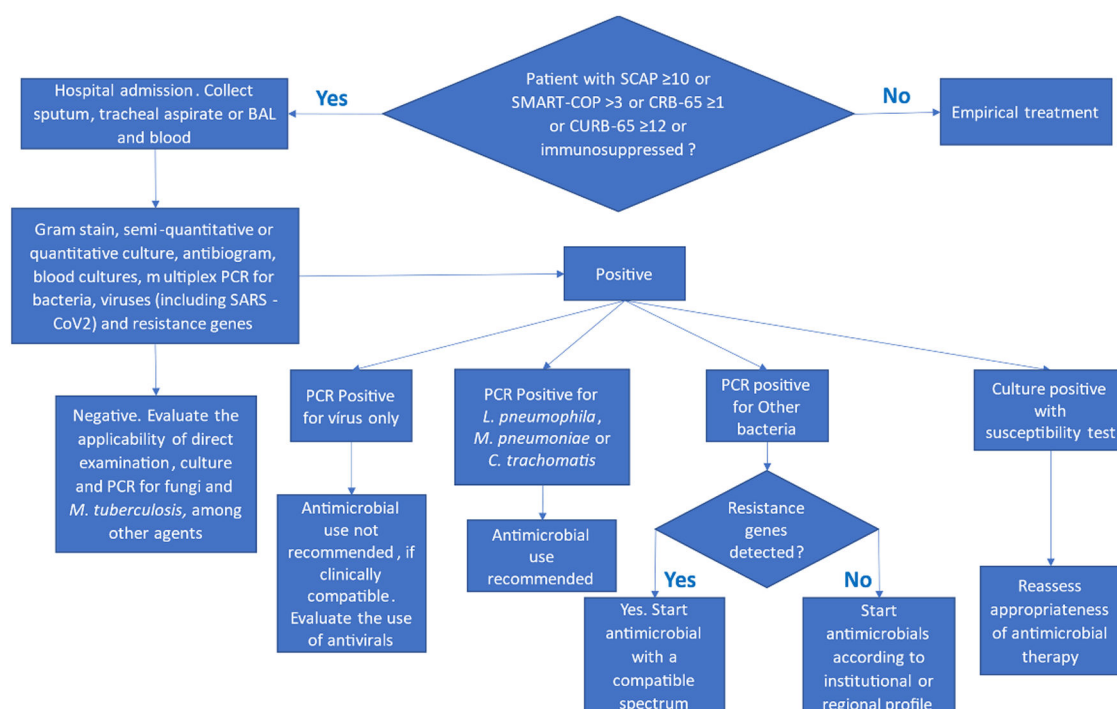 Patient with SCAP ≥10 or
SMART-COP >3 or CRB-65 ≥1
or CURB-65 ≥12 or
immunosuppressed ?
Yes
No
Hospital admission. Collect
sputum, tracheal aspirate or BAL
and blood
Empirical treatment
Gram stain, semi-quantitative or
quantitative culture, antibiogram,
blood cultures, multiplex PCR for
bacteria, viruses (including SARS -
CoV2) and resistance genes
Positive
Negative. Evaluate the
applicability of direct
examination, culture
and PCR for fungi and
M. tuberculosis, among
other agents
PCR Positive
for vírus only
PCR Positive for
L. pneumophila,
M. pneumoniae or
C. trachomatis
PCR positive
for Other
bacteria
Culture positive
with
susceptibility test
Antimicrobial
use not
recommended, if
clinically
compatible.
Evaluate the use
of antivirals
Antimicrobial
use
recommended
Resistance
genes
detected?
Yes
No
Yes. Start
antimicrobial
with a
compatible
spectrum
Start
antimicrobials
according to
institutional or
regional profile
Reassess
appropriateness
of antimicrobial
therapy